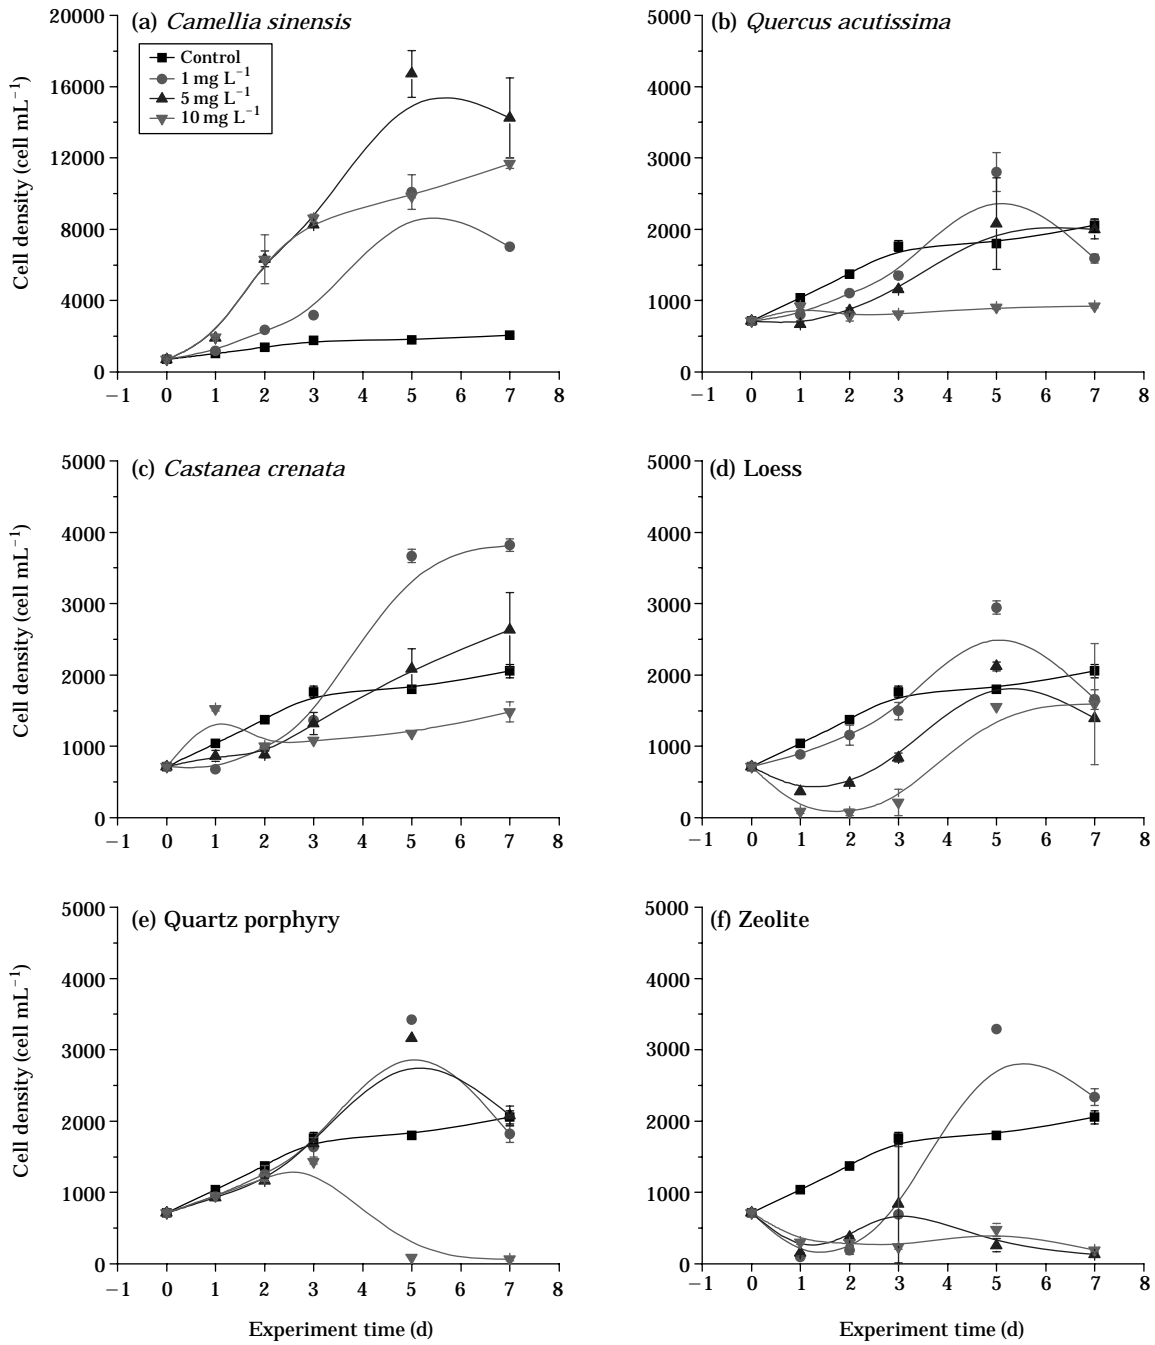 (a) Camellia sinensis
Control
1 mg L⁻¹
5 mg L⁻¹
10 mg L⁻¹
20000
16000
12000
8000
4000
0
Cell density (cell mL⁻¹)
−1 0 1 2 3 4 5 6 7 8
(b) Quercus acutissima
5000
4000
3000
2000
1000
0
−1 0 1 2 3 4 5 6 7 8
(c) Castanea crenata
5000
4000
3000
2000
1000
0
Cell density (cell mL⁻¹)
−1 0 1 2 3 4 5 6 7 8
(d) Loess
5000
4000
3000
2000
1000
0
−1 0 1 2 3 4 5 6 7 8
(e) Quartz porphyry
5000
4000
3000
2000
1000
0
Cell density (cell mL⁻¹)
−1 0 1 2 3 4 5 6 7 8
Experiment time (d)
(f) Zeolite
5000
4000
3000
2000
1000
0
−1 0 1 2 3 4 5 6 7 8
Experiment time (d)